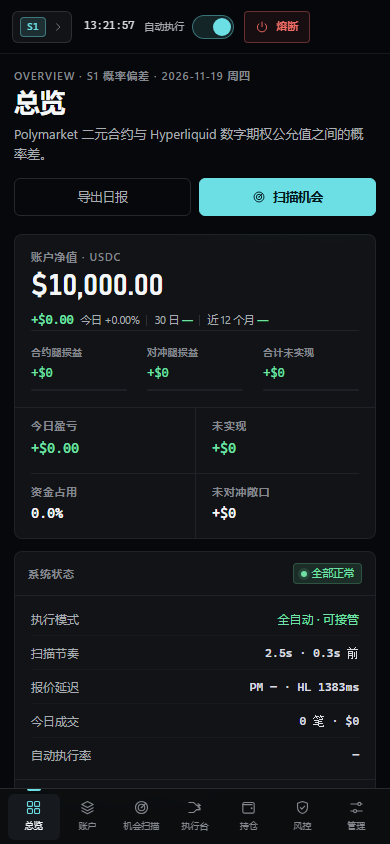 S1 13:21:57 自动执行 熔断
OVERVIEW · S1 概率偏差 · 2026-11-19 周四
总览
Polymarket 二元合约与 Hyperliquid 数字期权公允值之间的概
率差。
导出日报 扫描机会
账户净值 · USDC
$10,000.00
+$0.00 今日 +0.00% 30 日 — 近 12 个月 —
合约腿损益 对冲腿损益 合计未实现
+$0 +$0 +$0
今日盈亏 未实现
+$0.00 +$0
资金占用 未对冲敞口
0.0% +$0
系统状态 全部正常
执行模式 全自动 · 可接管
扫描节奏 2.5s · 0.3s 前
报价延迟 PM — · HL 1383ms
今日成交 0 笔 · $0
自动执行率 —
总览 账户 机会扫描 执行台 持仓 风控 管理